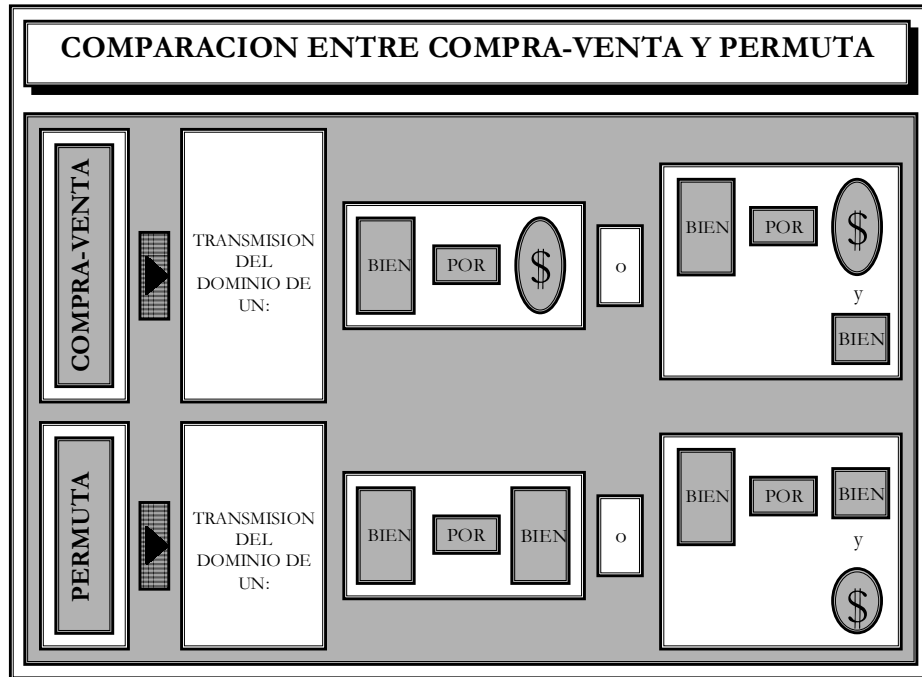 COMPARACION ENTRE COMPRA-VENTA Y PERMUTA
COMPRA-VENTA
TRANSMISION
DEL
DOMINIO DE
UN:
BIEN
POR
$
o
BIEN
POR
$
y
BIEN
PERMUTA
TRANSMISION
DEL
DOMINIO DE
UN:
BIEN
POR
BIEN
o
BIEN
POR
BIEN
y
$